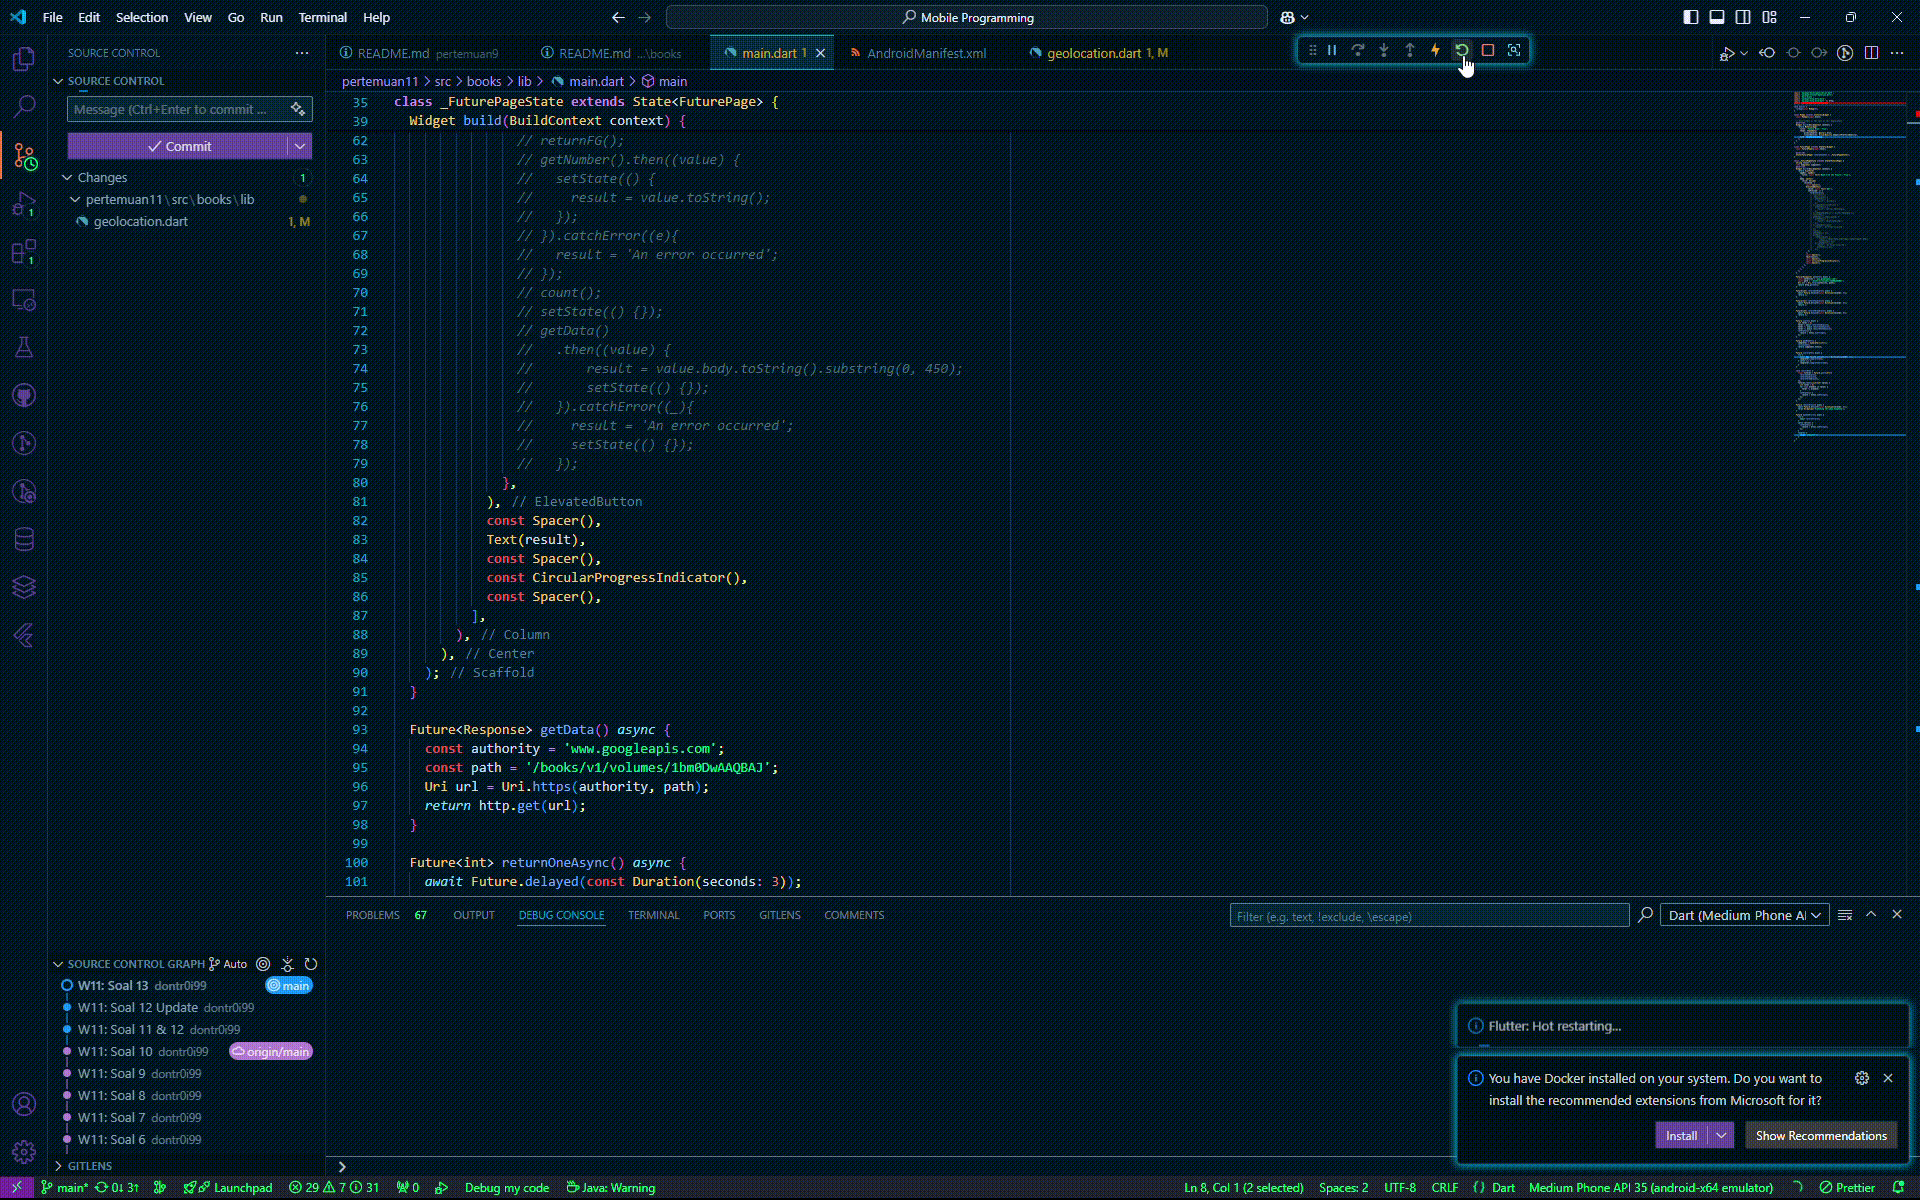 File Edit Selection View Go Run Terminal Help
Mobile Programming
SOURCE CONTROL
README.md pertemuan9
README.md ...\books
main.dart 1
AndroidManifest.xml
geolocation.dart 1, M
SOURCE CONTROL
pertemuan11 > src > books > lib > main.dart > main
Message (Ctrl+Enter to commit ...
Commit
Changes 1
pertemuan11\src\books\lib
geolocation.dart 1, M
1
1
35 class _FuturePageState extends State<FuturePage> {
39 Widget build(BuildContext context) {
62 // returnFG();
63 // getNumber().then((value) {
64 //   setState(() {
65 //     result = value.toString();
66 //   });
67 // }).catchError((e){
68 //   result = 'An error occurred';
69 // });
70 // count();
71 // setState(() {});
72 // getData()
73 //   .then((value) {
74 //       result = value.body.toString().substring(0, 450);
75 //       setState(() {});
76 //   }).catchError((_){
77 //     result = 'An error occurred';
78 //     setState(() {});
79 //   });
80 },
81 ), // ElevatedButton
82 const Spacer(),
83 Text(result),
84 const Spacer(),
85 const CircularProgressIndicator(),
86 const Spacer(),
87 ],
88 ), // Column
89 ), // Center
90 ); // Scaffold
91 }
92
93 Future<Response> getData() async {
94 const authority = 'www.googleapis.com';
95 const path = '/books/v1/volumes/1bm0DwAAQBAJ';
96 Uri url = Uri.https(authority, path);
97 return http.get(url);
98 }
99
100 Future<int> returnOneAsync() async {
101 await Future.delayed(const Duration(seconds: 3));
PROBLEMS 67 OUTPUT DEBUG CONSOLE TERMINAL PORTS GITLENS COMMENTS
Filter (e.g. text, !exclude, \escape)
Dart (Medium Phone AI
SOURCE CONTROL GRAPH Auto
W11: Soal 13 dontr0i99 main
W11: Soal 12 Update dontr0i99
W11: Soal 11 & 12 dontr0i99
W11: Soal 10 dontr0i99 origin/main
W11: Soal 9 dontr0i99
W11: Soal 8 dontr0i99
W11: Soal 7 dontr0i99
W11: Soal 6 dontr0i99
GITLENS
Flutter: Hot restarting...
You have Docker installed on your system. Do you want to
install the recommended extensions from Microsoft for it?
Install
Show Recommendations
main* 0↓ 3↑ Launchpad 29 7 31 0 Debug my code Java: Warning
Ln 8, Col 1 (2 selected) Spaces: 2 UTF-8 CRLF {} Dart Medium Phone API 35 (android-x64 emulator) Prettier